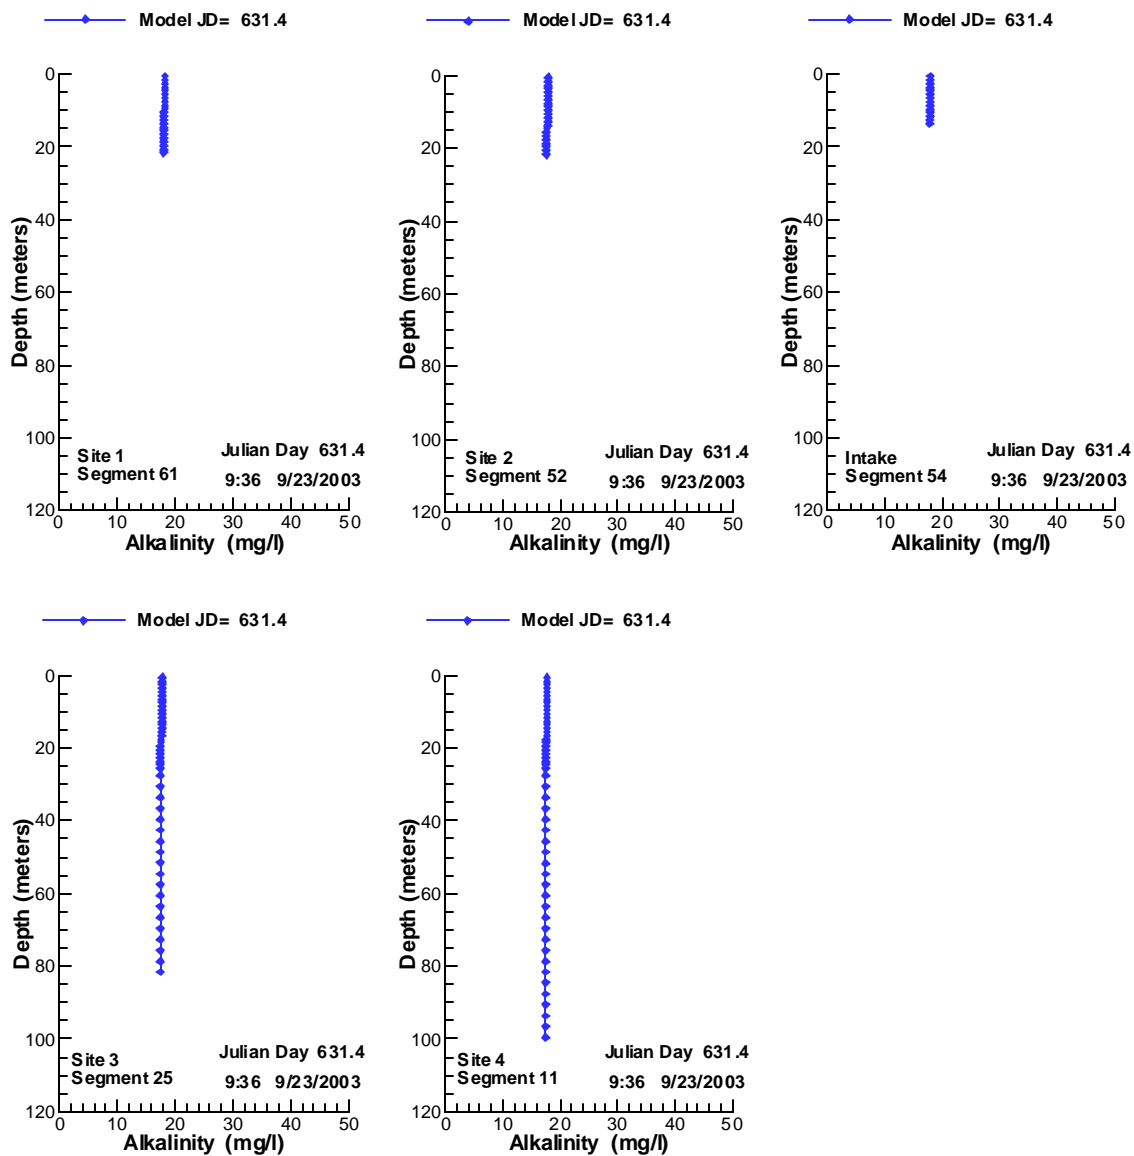 Model JD= 631.4
0
20
40
60
80
100
120
Depth (meters)
Site 1
Segment 61
Julian Day 631.4
9:36 9/23/2003
0 10 20 30 40 50
Alkalinity (mg/l)
Model JD= 631.4
0
20
40
60
80
100
120
Depth (meters)
Site 2
Segment 52
Julian Day 631.4
9:36 9/23/2003
0 10 20 30 40 50
Alkalinity (mg/l)
Model JD= 631.4
0
20
40
60
80
100
120
Depth (meters)
Intake
Segment 54
Julian Day 631.4
9:36 9/23/2003
0 10 20 30 40 50
Alkalinity (mg/l)
Model JD= 631.4
0
20
40
60
80
100
120
Depth (meters)
Site 3
Segment 25
Julian Day 631.4
9:36 9/23/2003
0 10 20 30 40 50
Alkalinity (mg/l)
Model JD= 631.4
0
20
40
60
80
100
120
Depth (meters)
Site 4
Segment 11
Julian Day 631.4
9:36 9/23/2003
0 10 20 30 40 50
Alkalinity (mg/l)